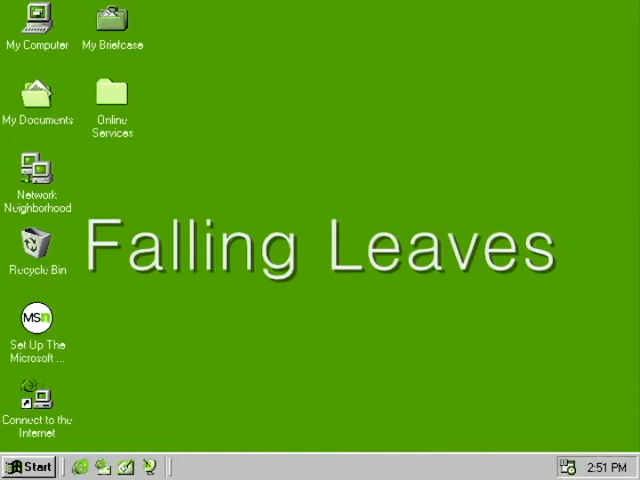 My Computer
My Briefcase
My Documents
Online
Services
Network
Neighborhood
Falling Leaves
Recycle Bin
MSn
Set Up The
Microsoft ...
Connect to the
Internet
Start
2:51 PM